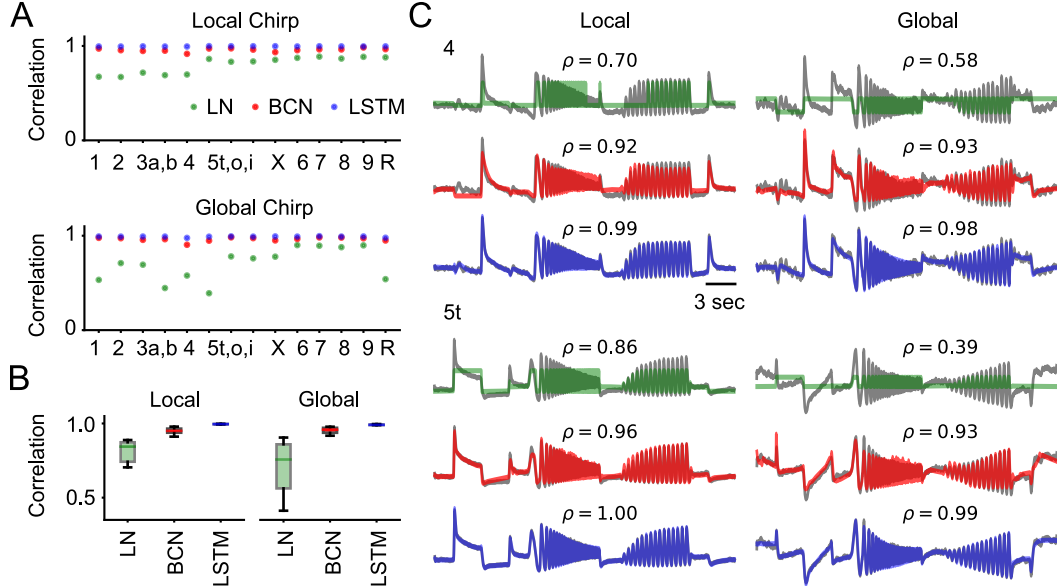 A
Local Chirp
Correlation
1
0
LN BCN LSTM
1 2 3a,b 4 5t,o,i X 6 7 8 9 R
Global Chirp
Correlation
1
0
1 2 3a,b 4 5t,o,i X 6 7 8 9 R
B
Local Global
Correlation
1.0
0.5
LN BCN LSTM LN BCN LSTM
C
Local Global
4
ρ = 0.70 ρ = 0.58
ρ = 0.92 ρ = 0.93
ρ = 0.99 ρ = 0.98
3 sec
5t
ρ = 0.86 ρ = 0.39
ρ = 0.96 ρ = 0.93
ρ = 1.00 ρ = 0.99